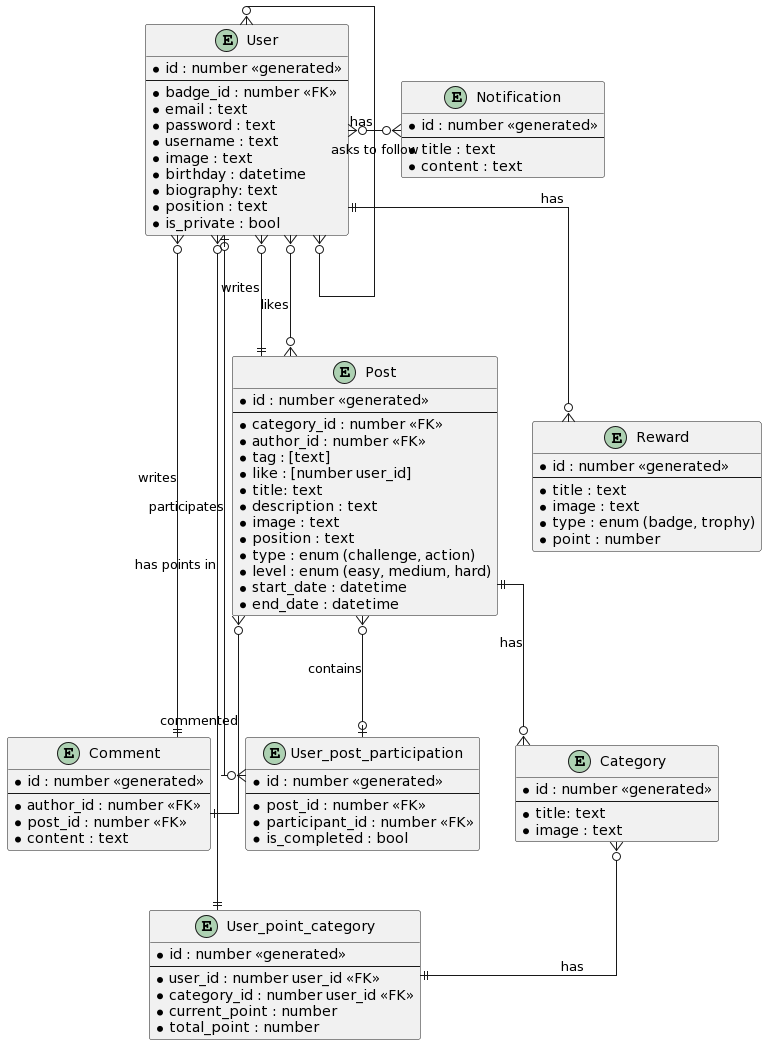 E User
id : number «generated»
badge_id : number «FK»
email : text
password : text
username : text
image : text
birthday : datetime
biography: text
position : text
is_private : bool
E Notification
id : number «generated»
title : text
content : text
has
asks to follow
has
writes
likes
E Post
id : number «generated»
category_id : number «FK»
author_id : number «FK»
tag : [text]
like : [number user_id]
title: text
description : text
image : text
position : text
type : enum (challenge, action)
level : enum (easy, medium, hard)
start_date : datetime
end_date : datetime
E Reward
id : number «generated»
title : text
image : text
type : enum (badge, trophy)
point : number
writes
participates
has points in
has
contains
commented
E Comment
id : number «generated»
author_id : number «FK»
post_id : number «FK»
content : text
E User_post_participation
id : number «generated»
post_id : number «FK»
participant_id : number «FK»
is_completed : bool
E Category
id : number «generated»
title: text
image : text
E User_point_category
id : number «generated»
user_id : number user_id «FK»
category_id : number user_id «FK»
current_point : number
total_point : number
has